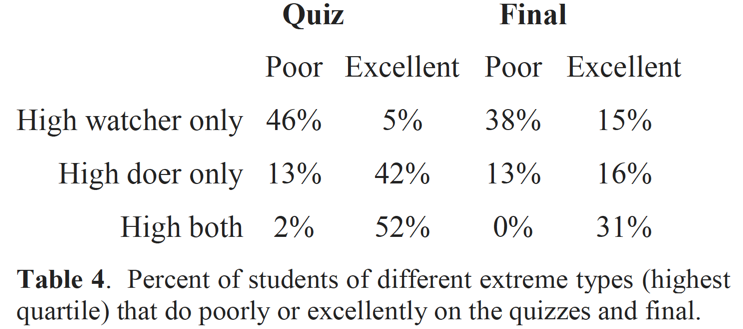 Quiz Final
Poor Excellent Poor Excellent
High watcher only 46% 5% 38% 15%
High doer only 13% 42% 13% 16%
High both 2% 52% 0% 31%
Table 4. Percent of students of different extreme types (highest
quartile) that do poorly or excellently on the quizzes and final.